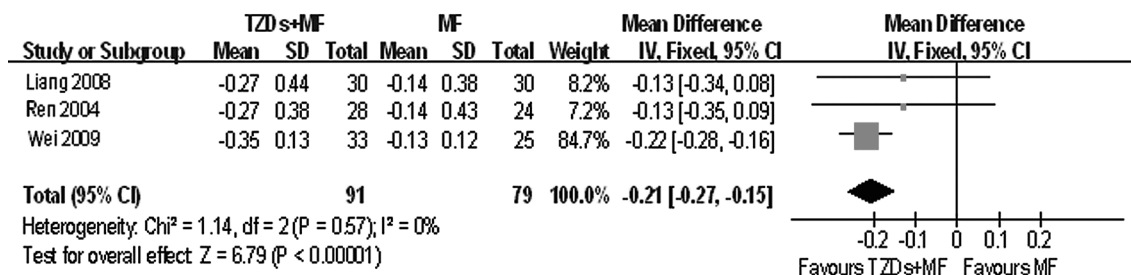 TZDs+MF MF Mean Difference Mean Difference
Study or Subgroup Mean SD Total Mean SD Total Weight IV, Fixed, 95% CI IV, Fixed, 95% CI
Liang 2008 -0.27 0.44 30 -0.14 0.38 30 8.2% -0.13 [-0.34, 0.08]
Ren 2004 -0.27 0.38 28 -0.14 0.43 24 7.2% -0.13 [-0.35, 0.09]
Wei 2009 -0.35 0.13 33 -0.13 0.12 25 84.7% -0.22 [-0.28, -0.16]
Total (95% CI) 91 79 100.0% -0.21 [-0.27, -0.15]
Heterogeneity: Chi² = 1.14, df = 2 (P = 0.57); I² = 0%
Test for overall effect: Z = 6.79 (P < 0.00001)
-0.2 -0.1 0 0.1 0.2
Favours TZDs+MF Favours MF